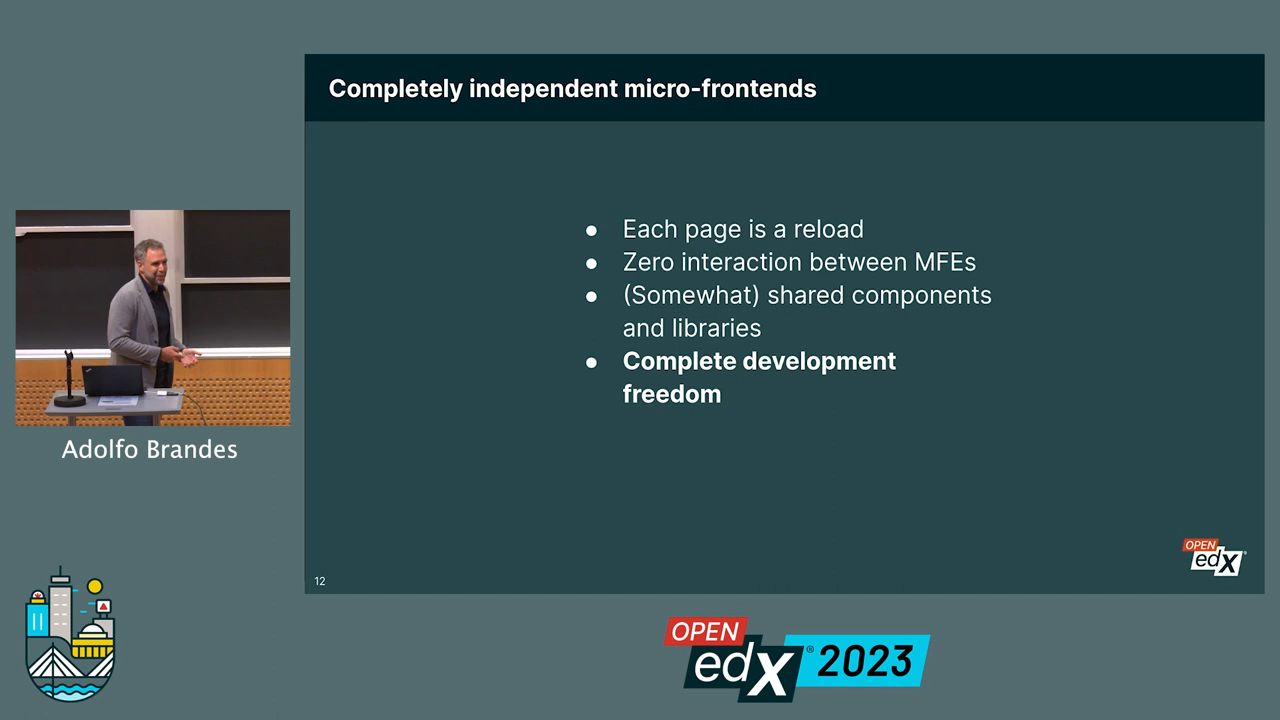 Completely independent micro-frontends
● Each page is a reload
● Zero interaction between MFEs
● (Somewhat) shared components
and libraries
● Complete development
freedom
Adolfo Brandes
12
OPEN
edX
OPEN
edX® 2023